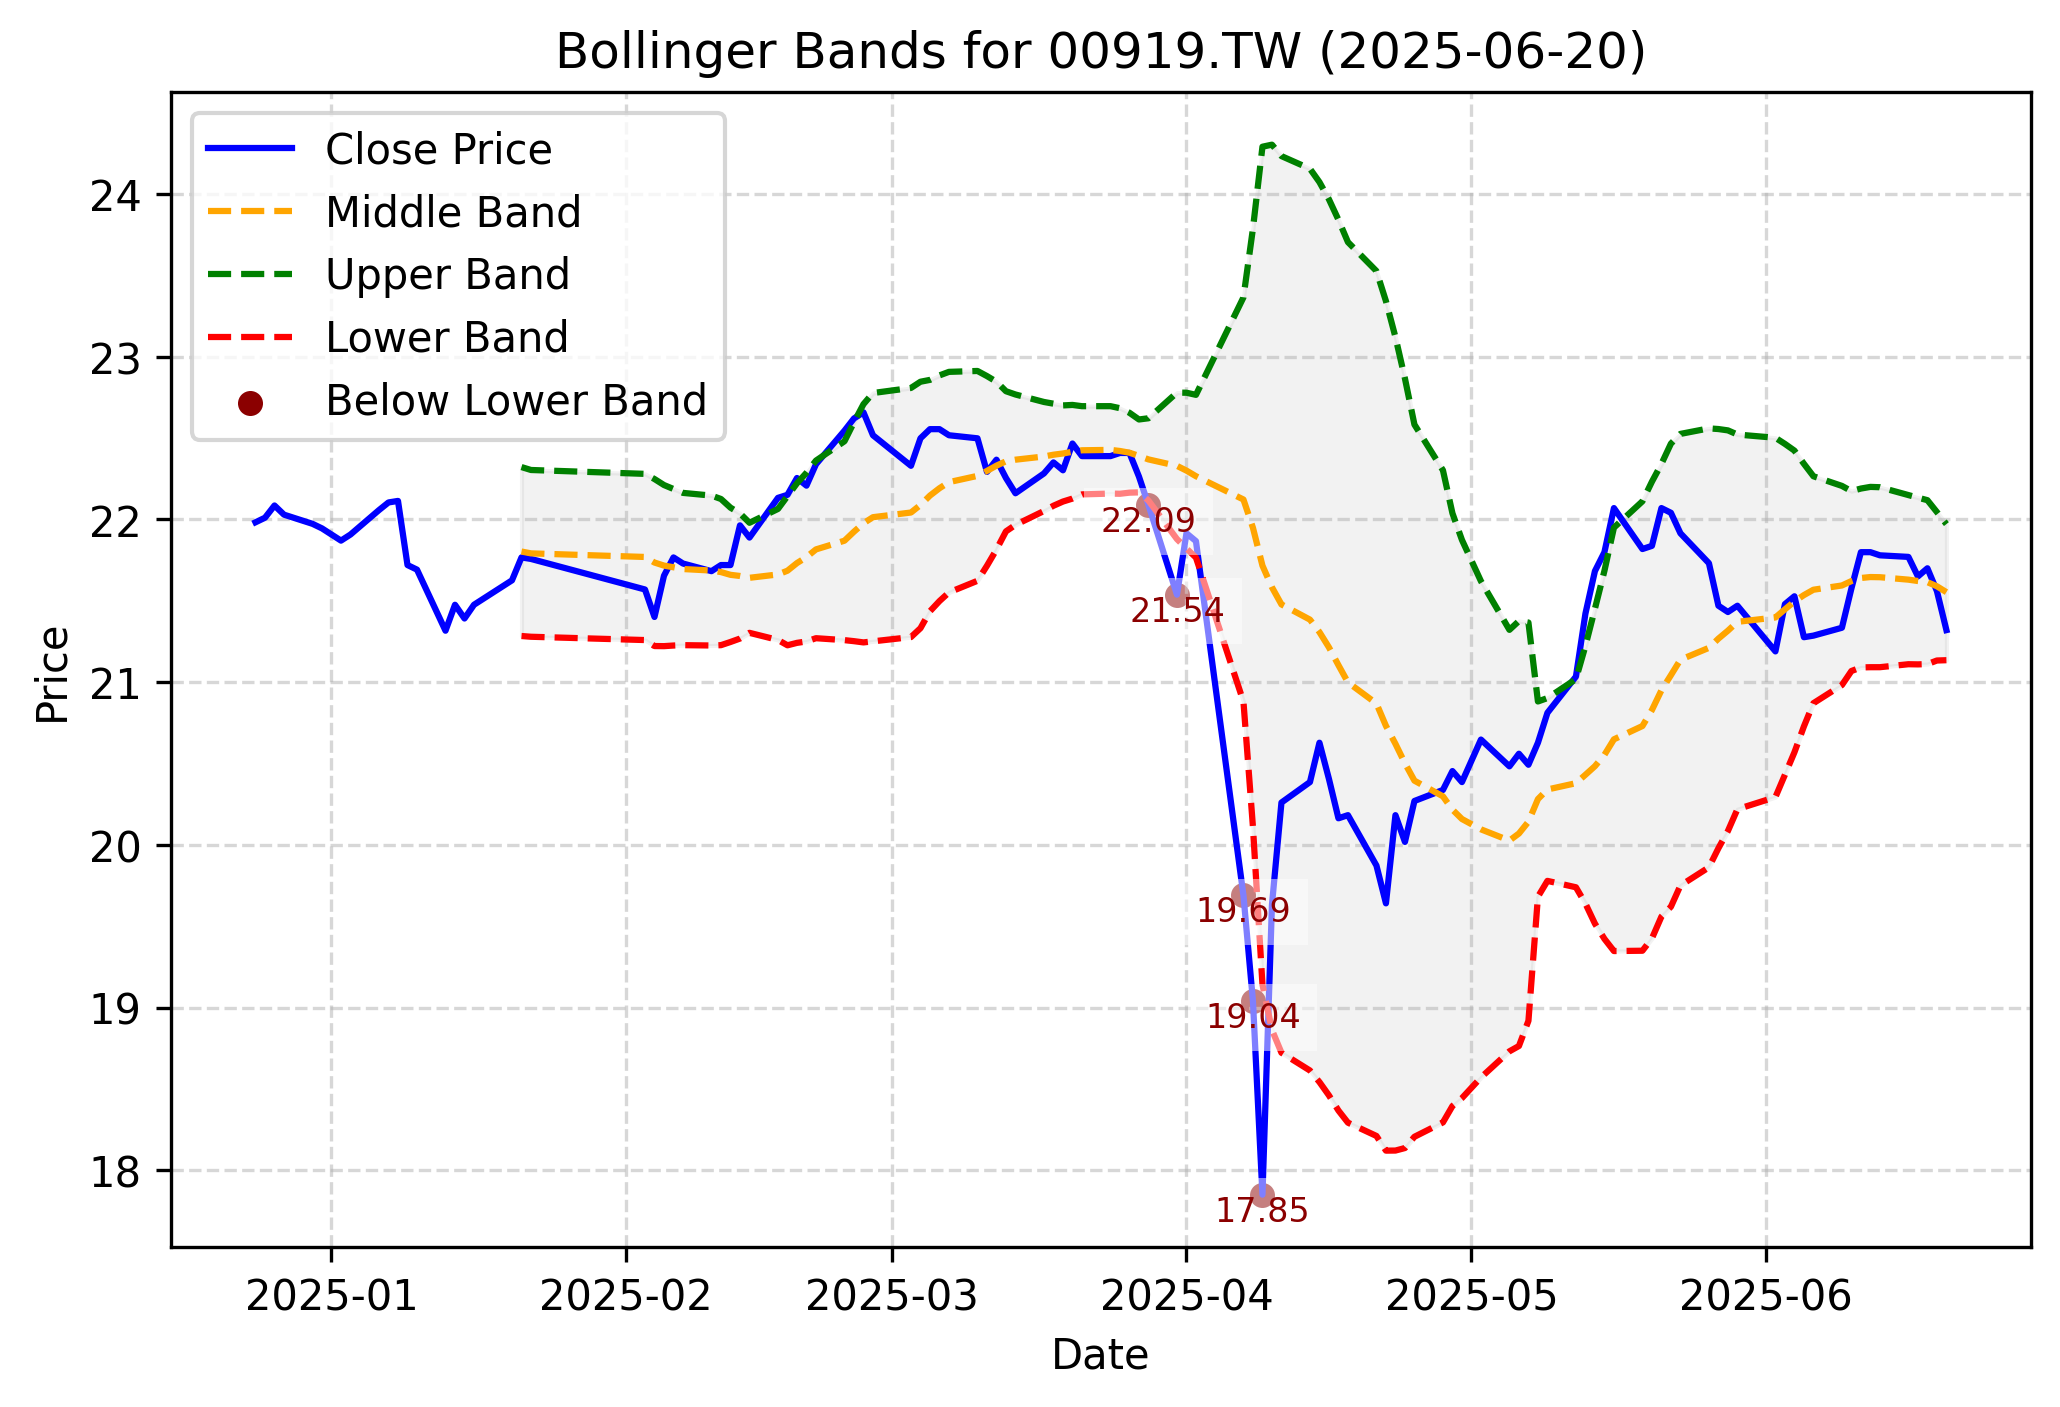 Bollinger Bands for 00919.TW (2025-06-20)
Close Price
Middle Band
Upper Band
Lower Band
Below Lower Band
24
23
22
21
20
19
18
Price
22.09
21.54
19.69
19.04
17.85
2025-01
2025-02
2025-03
2025-04
2025-05
2025-06
Date